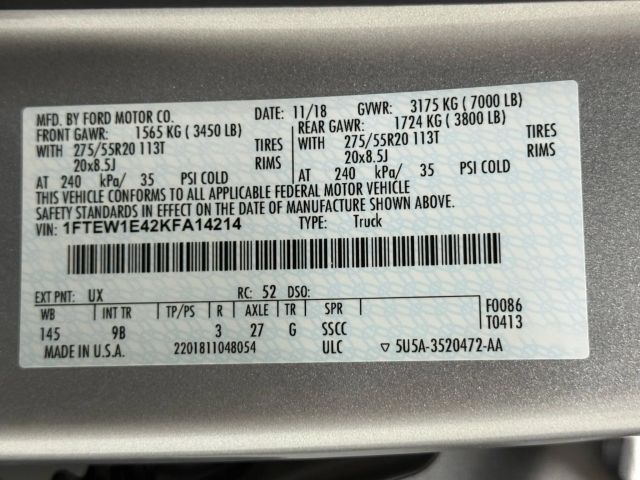 MFD. BY FORD MOTOR CO. DATE: 11/18 GVWR: 3175 KG ( 7000 LB)
FRONT GAWR: 1565 KG ( 3450 LB) REAR GAWR: 1724 KG ( 3800 LB)
WITH 275/55R20 113T TIRES WITH 275/55R20 113T TIRES
20x8.5J RIMS 20x8.5J RIMS
AT 240 kPa/ 35 PSI COLD AT 240 kPa/ 35 PSI COLD
THIS VEHICLE CONFORMS TO ALL APPLICABLE FEDERAL MOTOR VEHICLE
SAFETY STANDARDS IN EFFECT ON THE DATE OF MANUFACTURE SHOWN ABOVE.
VIN: 1FTEW1E42KFA14214 TYPE: Truck
EXT PNT: UX RC: 52 DSO:
WB INT TR TP/PS R AXLE TR SPR F0086
145 9B 3 27 G SSCC T0413
MADE IN U.S.A. 2201811048054 ULC ▽ 5U5A-3520472-AA